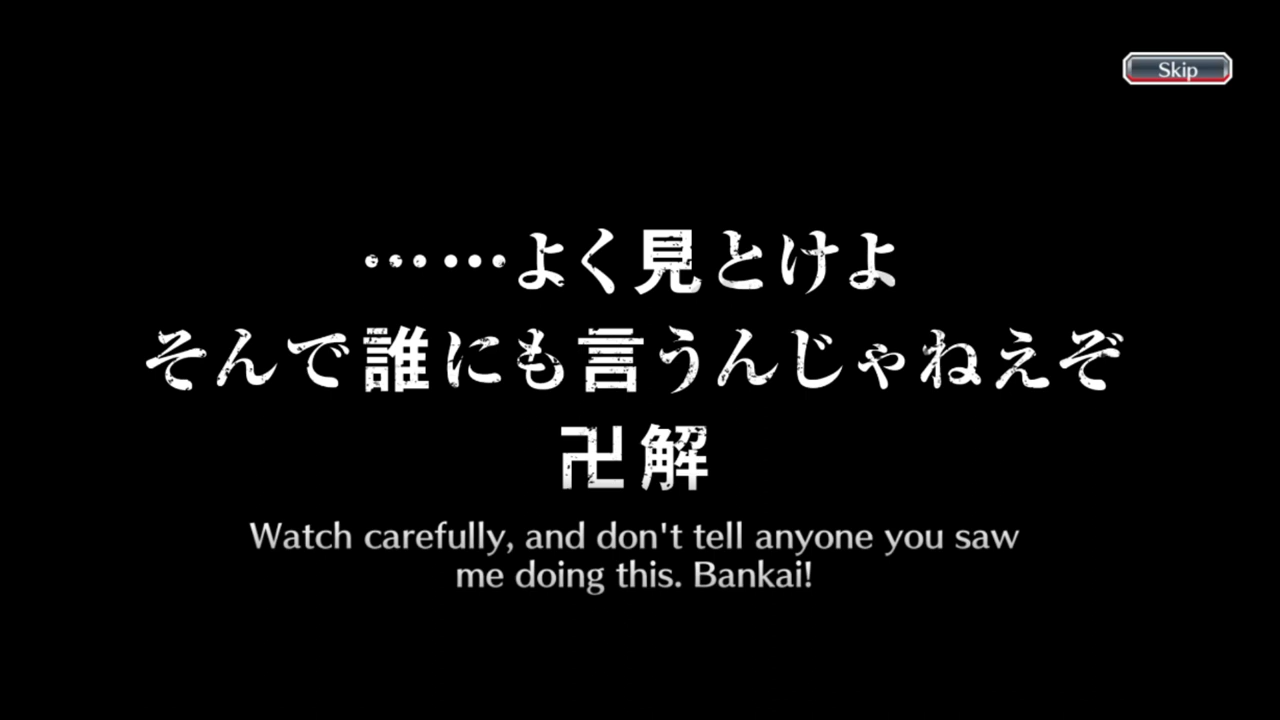 Skip
……よく見とけよ
そんで誰にも言うんじゃねえぞ
卍解
Watch carefully, and don't tell anyone you saw
me doing this. Bankai!